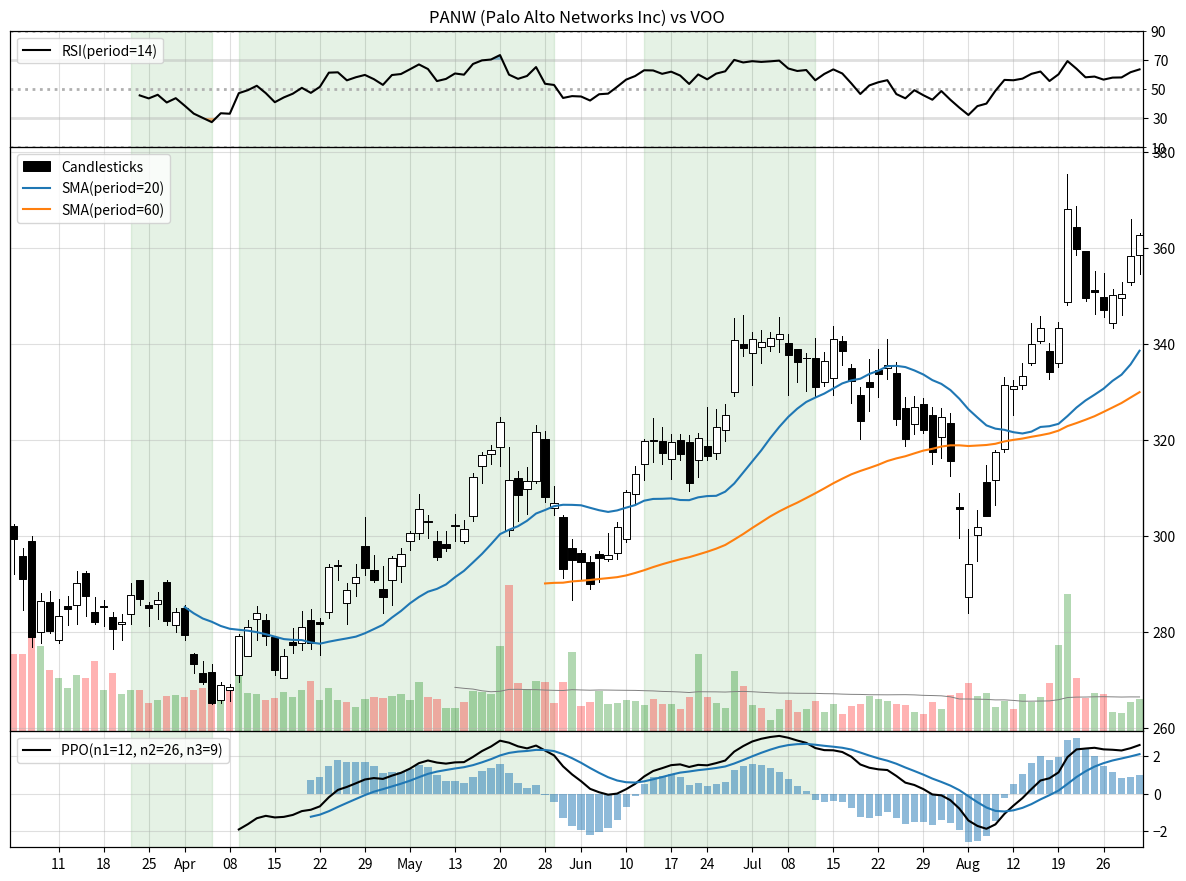 PANW (Palo Alto Networks Inc) vs VOO
RSI(period=14)
90
70
50
30
10
Candlesticks
SMA(period=20)
SMA(period=60)
380
360
340
320
300
280
260
PPO(n1=12, n2=26, n3=9)
2
0
−2
11 18 25 Apr 08 15 22 29 May 13 20 28 Jun 10 17 24 Jul 08 15 22 29 Aug 12 19 26